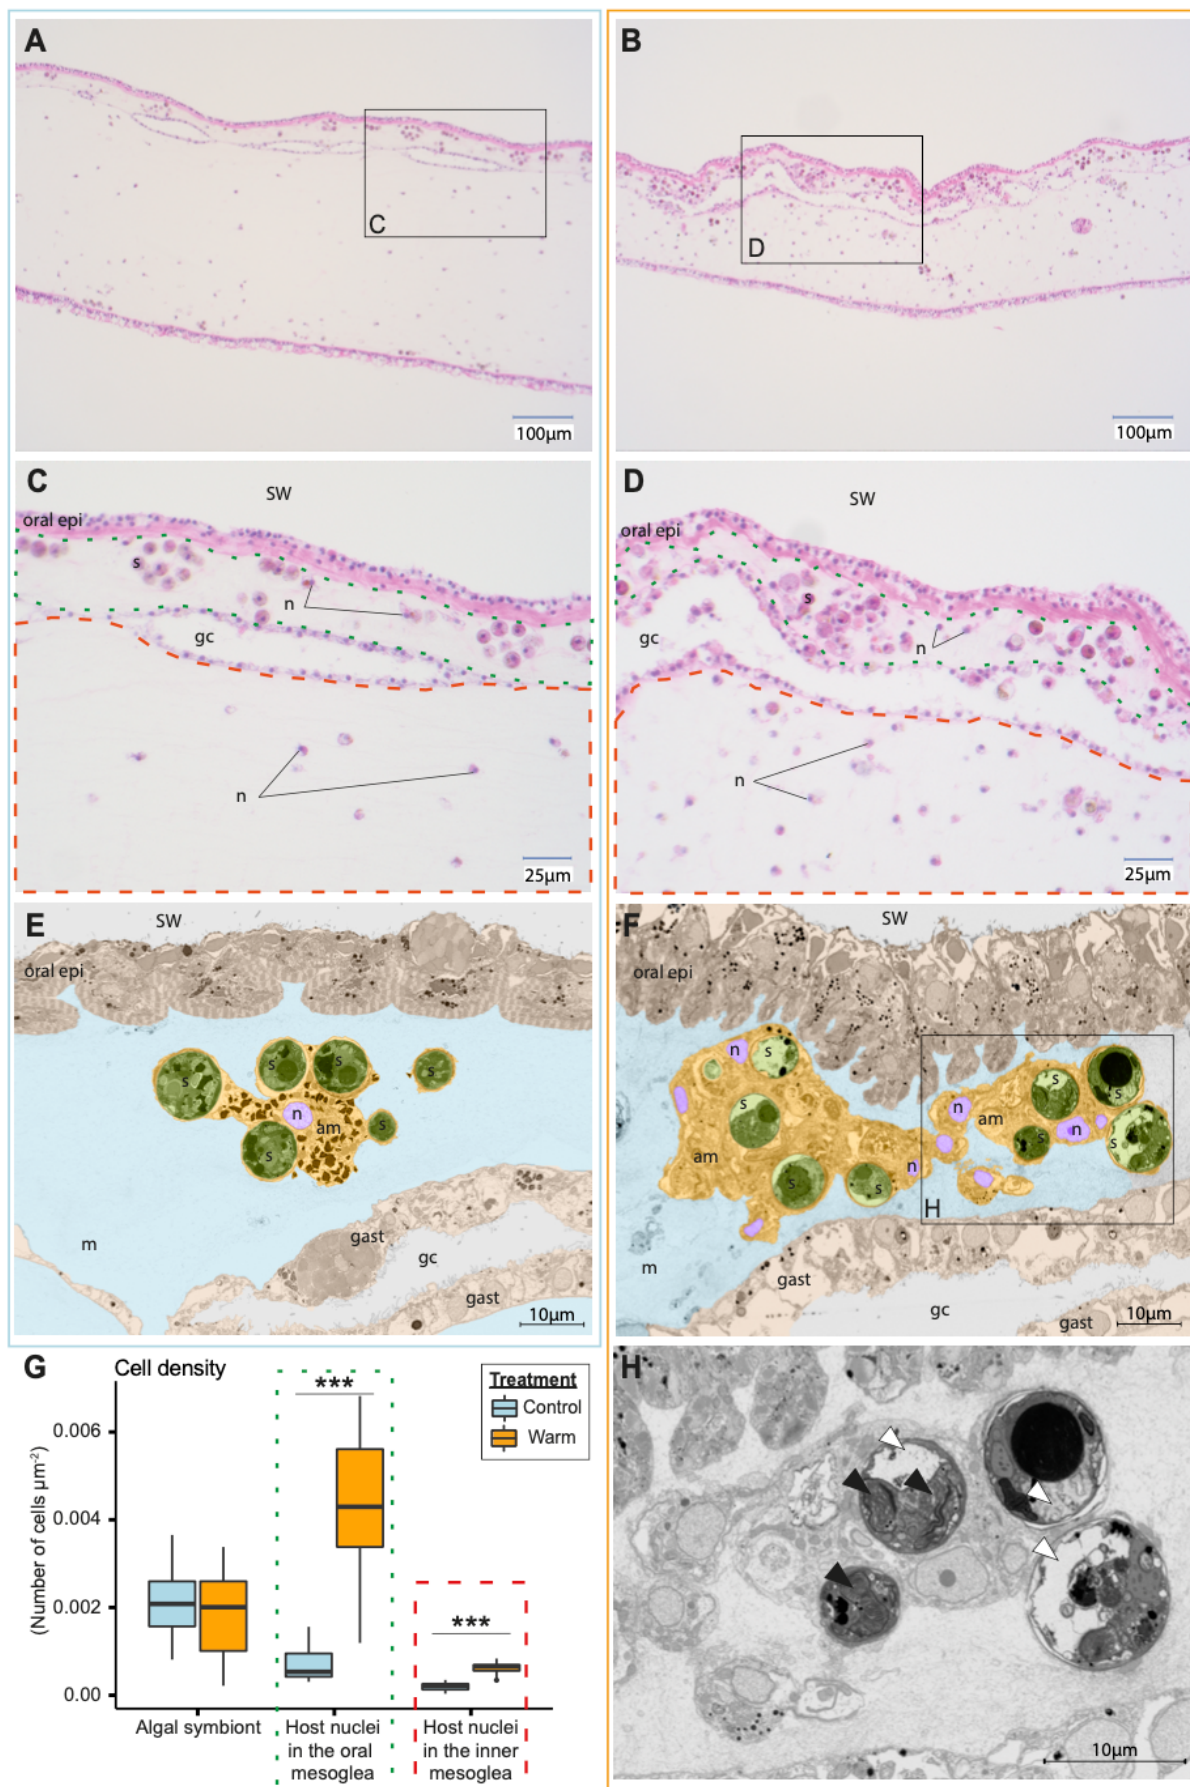 A
C
100µm
B
D
100µm
C
SW
oral epi
s
n
gc
n
25µm
D
SW
oral epi
s
gc
n
n
25µm
E
SW
oral epi
s
s
s
s
n
am
s
s
m
gast
gc
gast
10µm
F
SW
oral epi
n
s
s
am
s
s
n
n
am
s
s
n
s
s
H
m
gast
gc
gast
10µm
G
Cell density
(Number of cells µm-2)
0.006
0.004
0.002
0.00
***
***
Treatment
Control
Warm
Algal symbiont
Host nuclei
in the oral
mesoglea
Host nuclei
in the inner
mesoglea
H
10µm